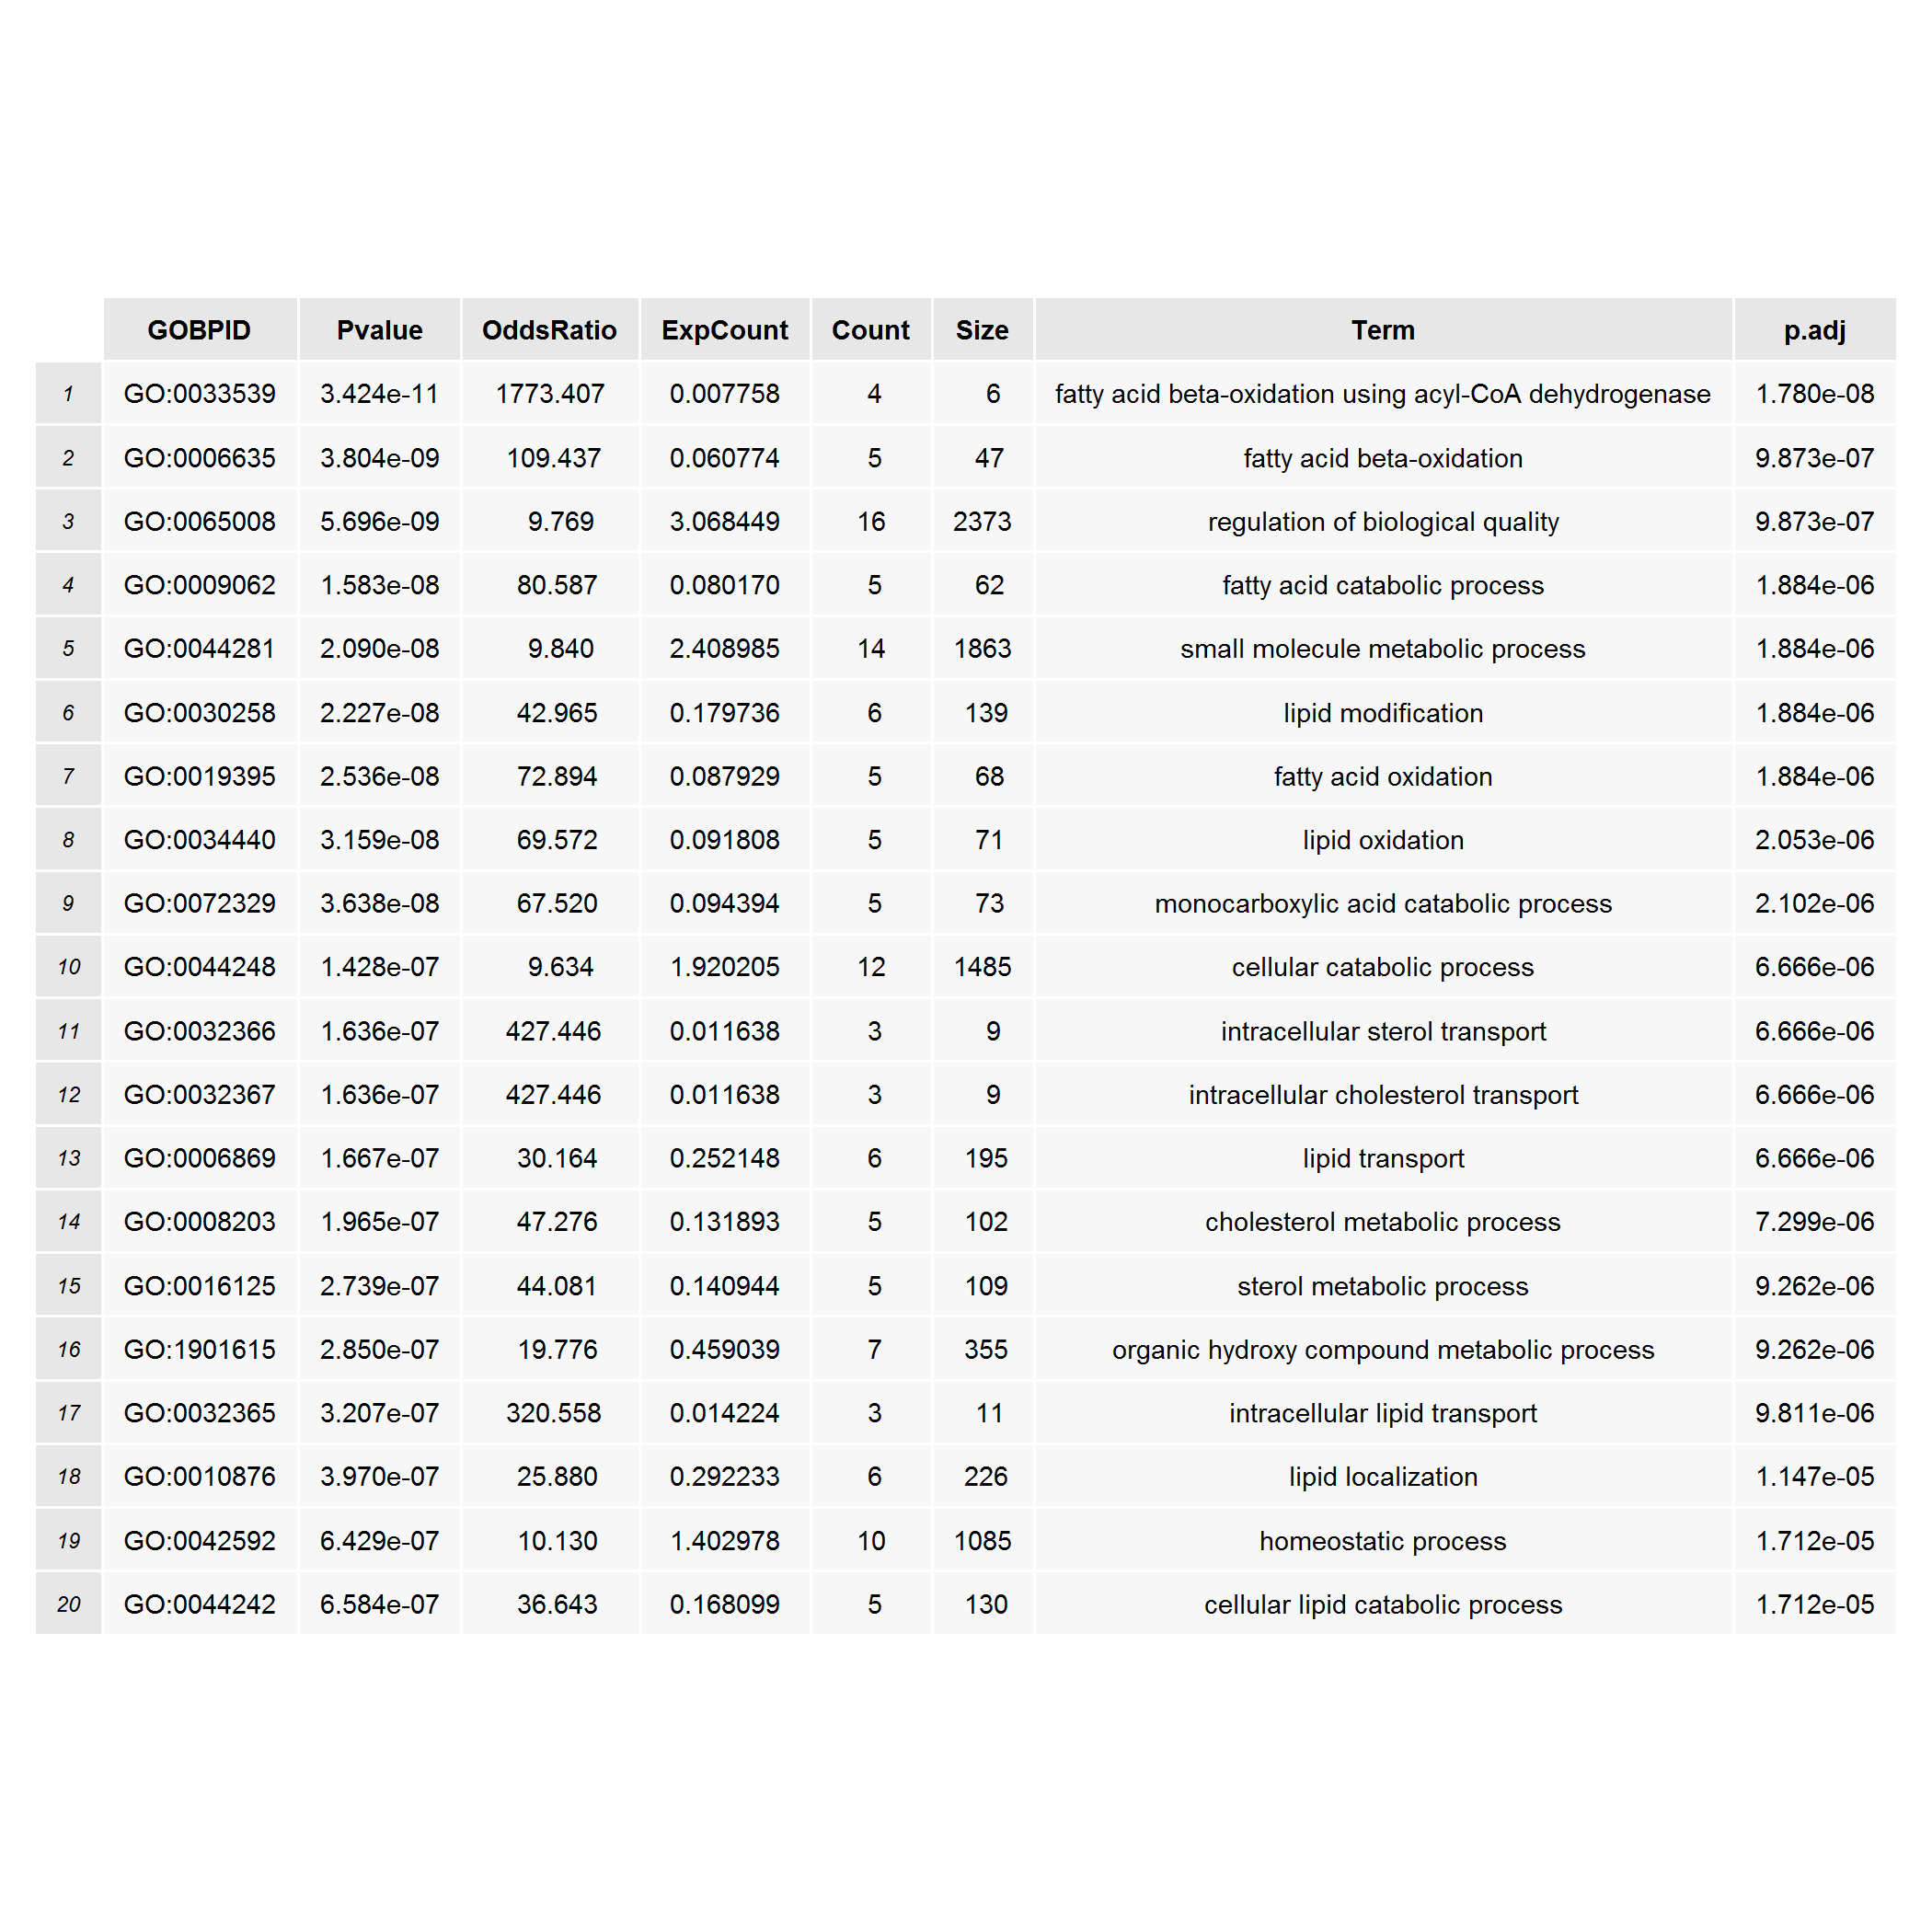 GOBPID Pvalue OddsRatio ExpCount Count Size Term p.adj
1 GO:0033539 3.424e-11 1773.407 0.007758 4 6 fatty acid beta-oxidation using acyl-CoA dehydrogenase 1.780e-08
2 GO:0006635 3.804e-09 109.437 0.060774 5 47 fatty acid beta-oxidation 9.873e-07
3 GO:0065008 5.696e-09 9.769 3.068449 16 2373 regulation of biological quality 9.873e-07
4 GO:0009062 1.583e-08 80.587 0.080170 5 62 fatty acid catabolic process 1.884e-06
5 GO:0044281 2.090e-08 9.840 2.408985 14 1863 small molecule metabolic process 1.884e-06
6 GO:0030258 2.227e-08 42.965 0.179736 6 139 lipid modification 1.884e-06
7 GO:0019395 2.536e-08 72.894 0.087929 5 68 fatty acid oxidation 1.884e-06
8 GO:0034440 3.159e-08 69.572 0.091808 5 71 lipid oxidation 2.053e-06
9 GO:0072329 3.638e-08 67.520 0.094394 5 73 monocarboxylic acid catabolic process 2.102e-06
10 GO:0044248 1.428e-07 9.634 1.920205 12 1485 cellular catabolic process 6.666e-06
11 GO:0032366 1.636e-07 427.446 0.011638 3 9 intracellular sterol transport 6.666e-06
12 GO:0032367 1.636e-07 427.446 0.011638 3 9 intracellular cholesterol transport 6.666e-06
13 GO:0006869 1.667e-07 30.164 0.252148 6 195 lipid transport 6.666e-06
14 GO:0008203 1.965e-07 47.276 0.131893 5 102 cholesterol metabolic process 7.299e-06
15 GO:0016125 2.739e-07 44.081 0.140944 5 109 sterol metabolic process 9.262e-06
16 GO:1901615 2.850e-07 19.776 0.459039 7 355 organic hydroxy compound metabolic process 9.262e-06
17 GO:0032365 3.207e-07 320.558 0.014224 3 11 intracellular lipid transport 9.811e-06
18 GO:0010876 3.970e-07 25.880 0.292233 6 226 lipid localization 1.147e-05
19 GO:0042592 6.429e-07 10.130 1.402978 10 1085 homeostatic process 1.712e-05
20 GO:0044242 6.584e-07 36.643 0.168099 5 130 cellular lipid catabolic process 1.712e-05